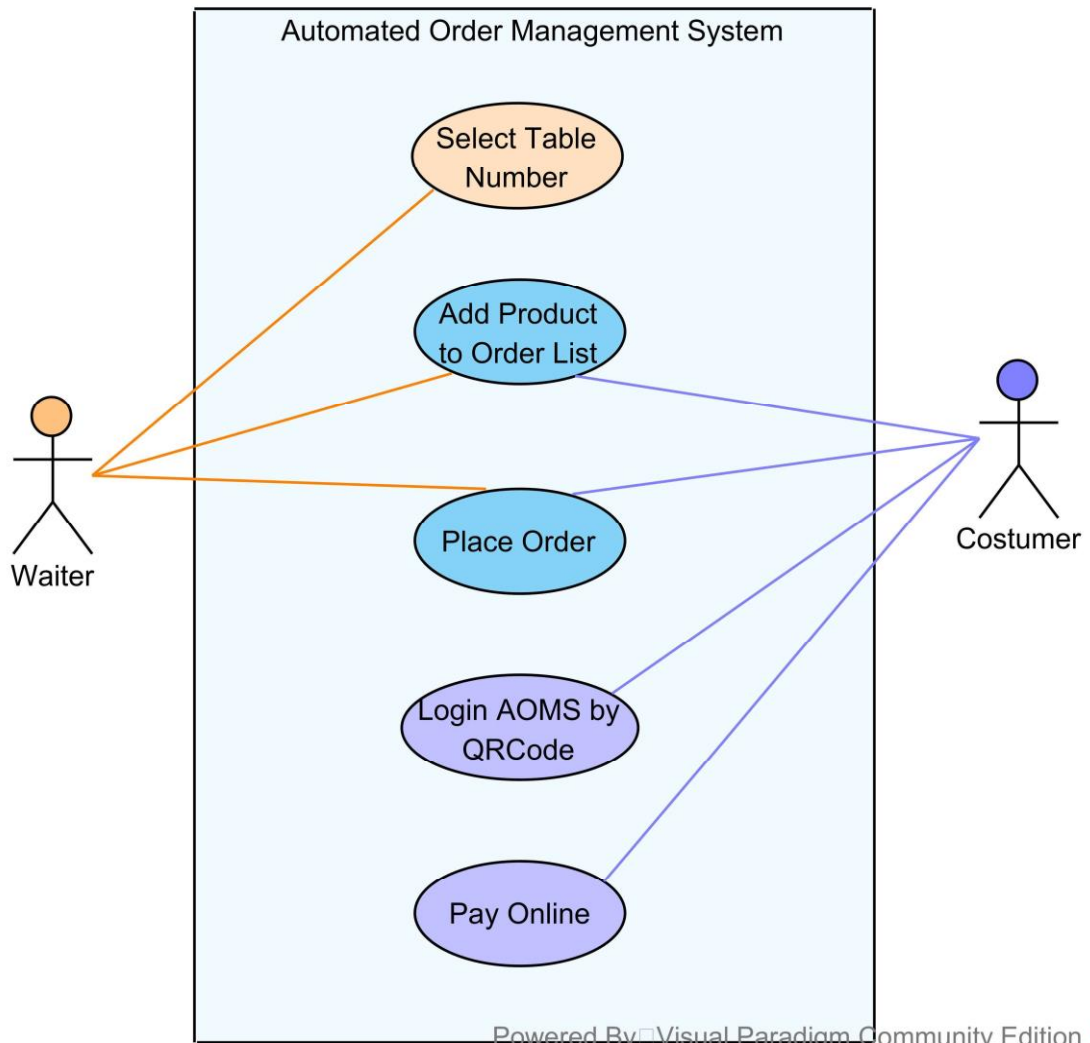 Automated Order Management System
Select Table
Number
Add Product
to Order List
Waiter
Place Order
Costumer
Login AOMS by
QRCode
Pay Online
Powered By□Visual Paradigm Community Edition